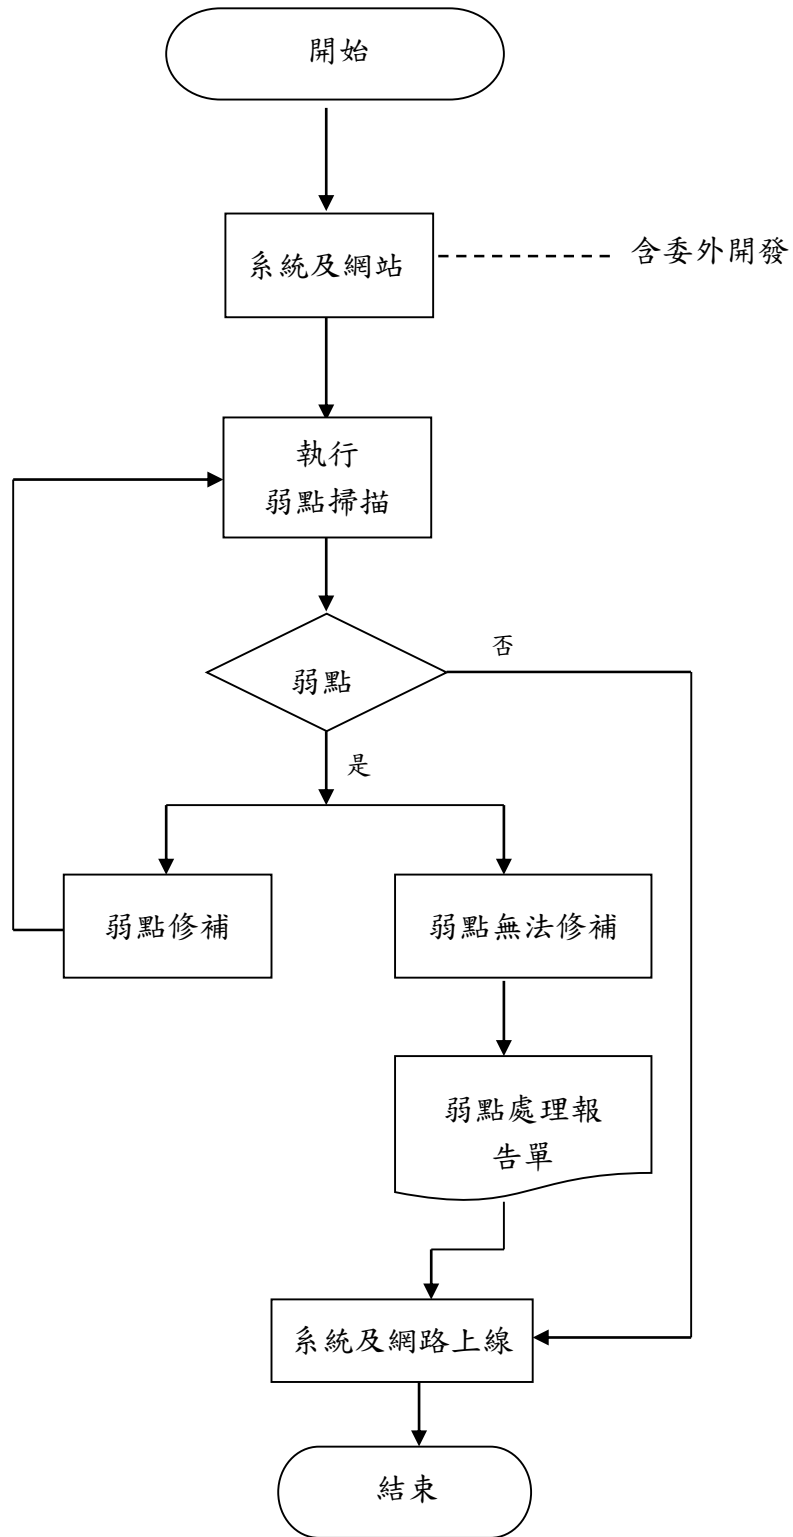 開始
系統及網站
含委外開發
執行
弱點掃描
弱點
否
是
弱點修補
弱點無法修補
弱點處理報
告單
系統及網路上線
結束